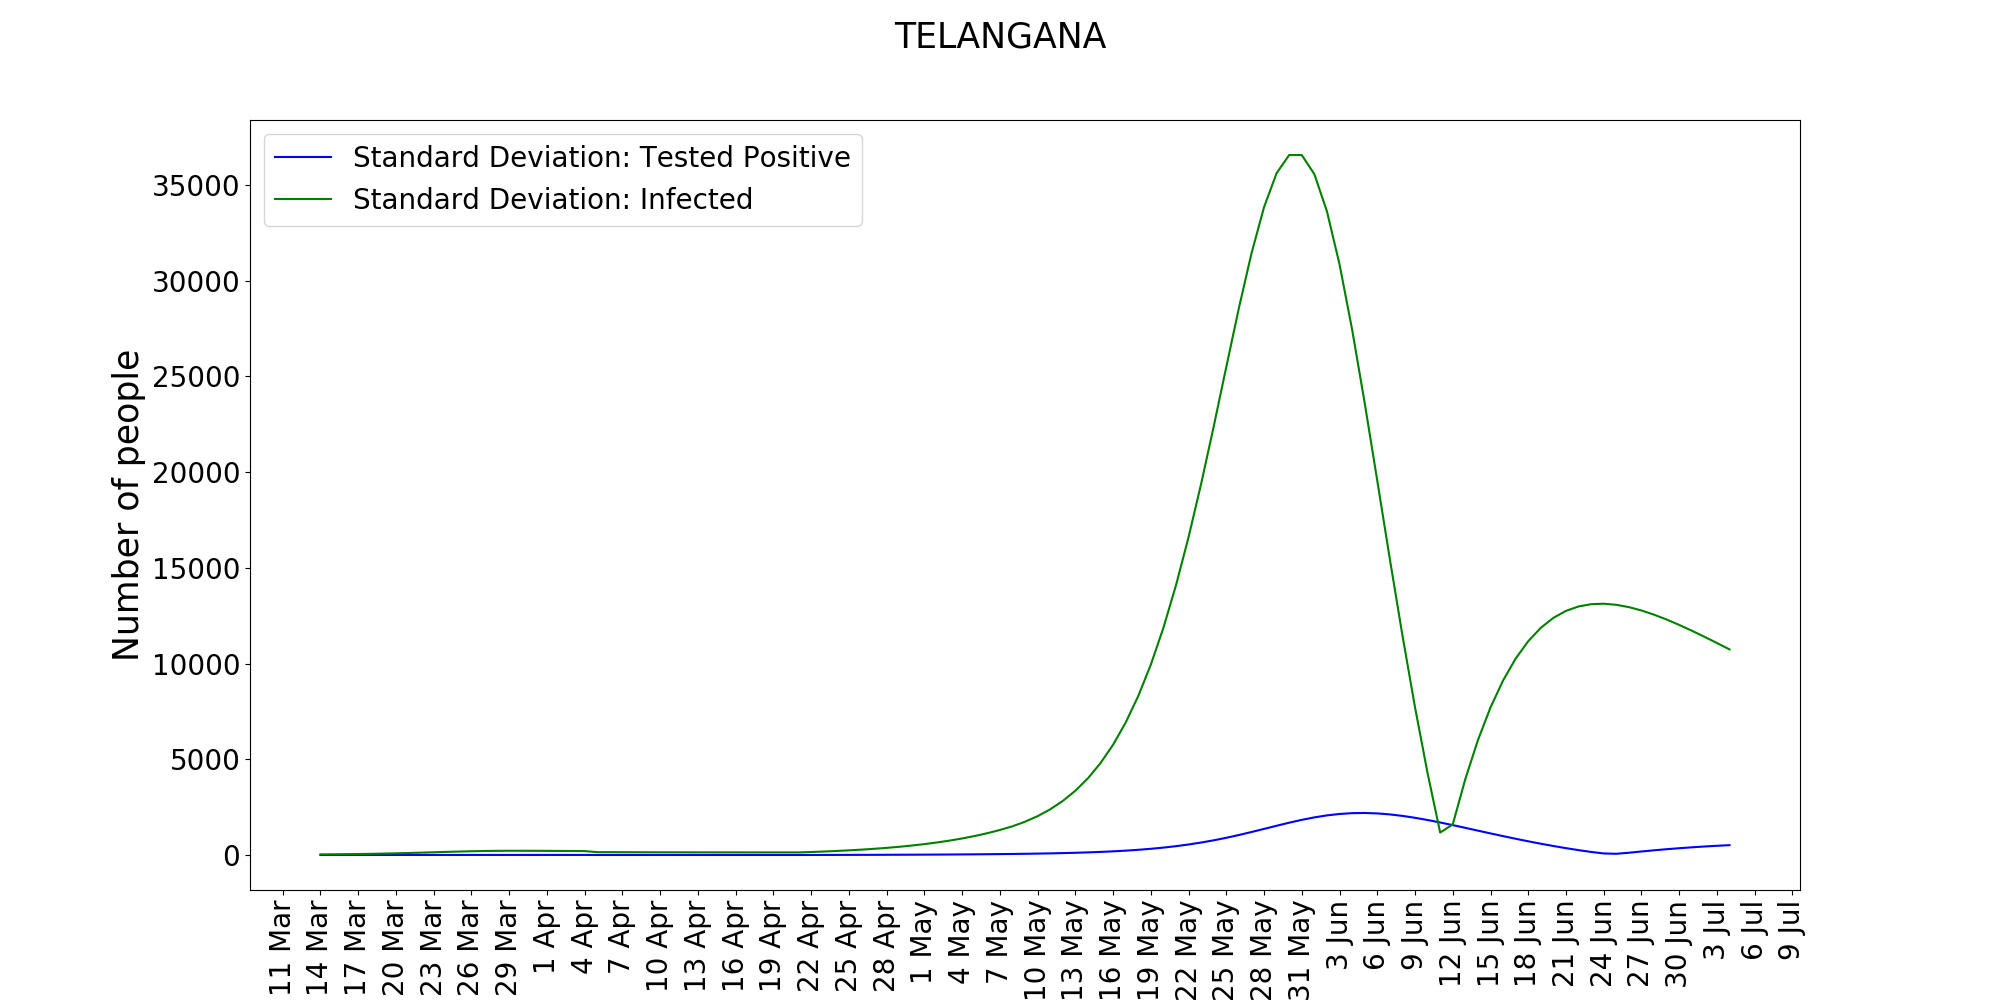 TELANGANA
Standard Deviation: Tested Positive
Standard Deviation: Infected
Number of people
35000
30000
25000
20000
15000
10000
5000
0
11 Mar
14 Mar
17 Mar
20 Mar
23 Mar
26 Mar
29 Mar
1 Apr
4 Apr
7 Apr
10 Apr
13 Apr
16 Apr
19 Apr
22 Apr
25 Apr
28 Apr
1 May
4 May
7 May
10 May
13 May
16 May
19 May
22 May
25 May
28 May
31 May
3 Jun
6 Jun
9 Jun
12 Jun
15 Jun
18 Jun
21 Jun
24 Jun
27 Jun
30 Jun
3 Jul
6 Jul
9 Jul